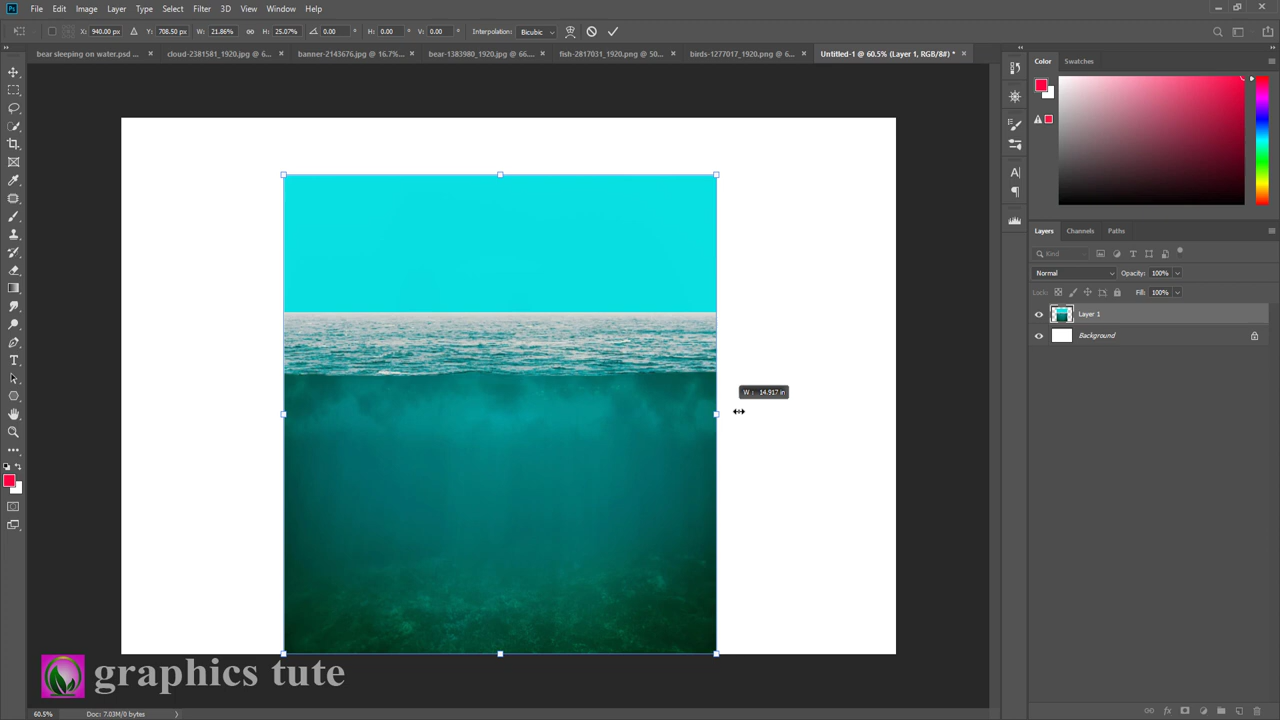 Ps File Edit Image Layer Type Select Filter 3D View Window Help
X: 940.00 px Y: 708.50 px W: 21.86% H: 25.07% 0.00 ° H: 0.00 ° V: 0.00 ° Interpolation: Bicubic
bear sleeping on water.psd ... cloud-2381581_1920.jpg @ 6... banner-2143676.jpg @ 16.7%... bear-1383980_1920.jpg @ 66.... fish-2817031_1920.png @ 50... birds-1277017_1920.png @ 6... Untitled-1 @ 60.5% (Layer 1, RGB/8#) *
Color Swatches
Layers Channels Paths
Kind
Normal Opacity: 100%
Lock: Fill: 100%
Layer 1
Background
W : 14.917 in
graphics tute
60.5% Doc: 7.03M/0 bytes